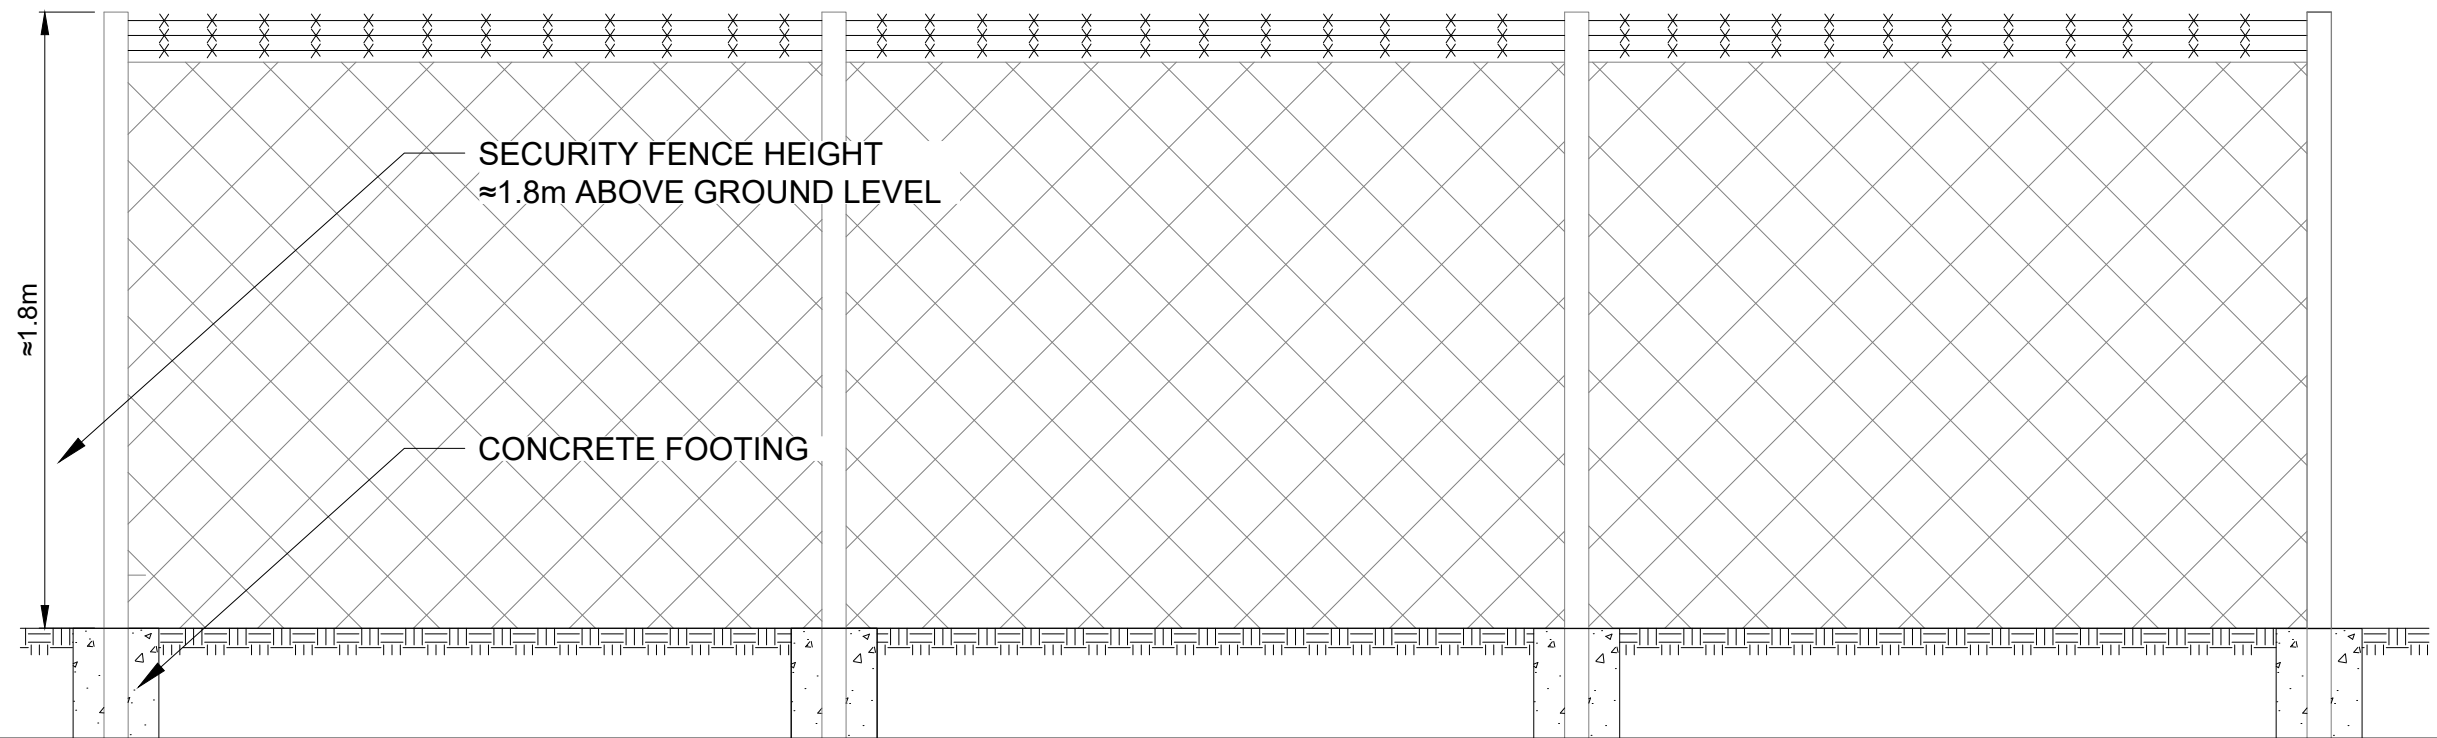 SECURITY FENCE HEIGHT
≈1.8m ABOVE GROUND LEVEL
≈1.8m
CONCRETE FOOTING